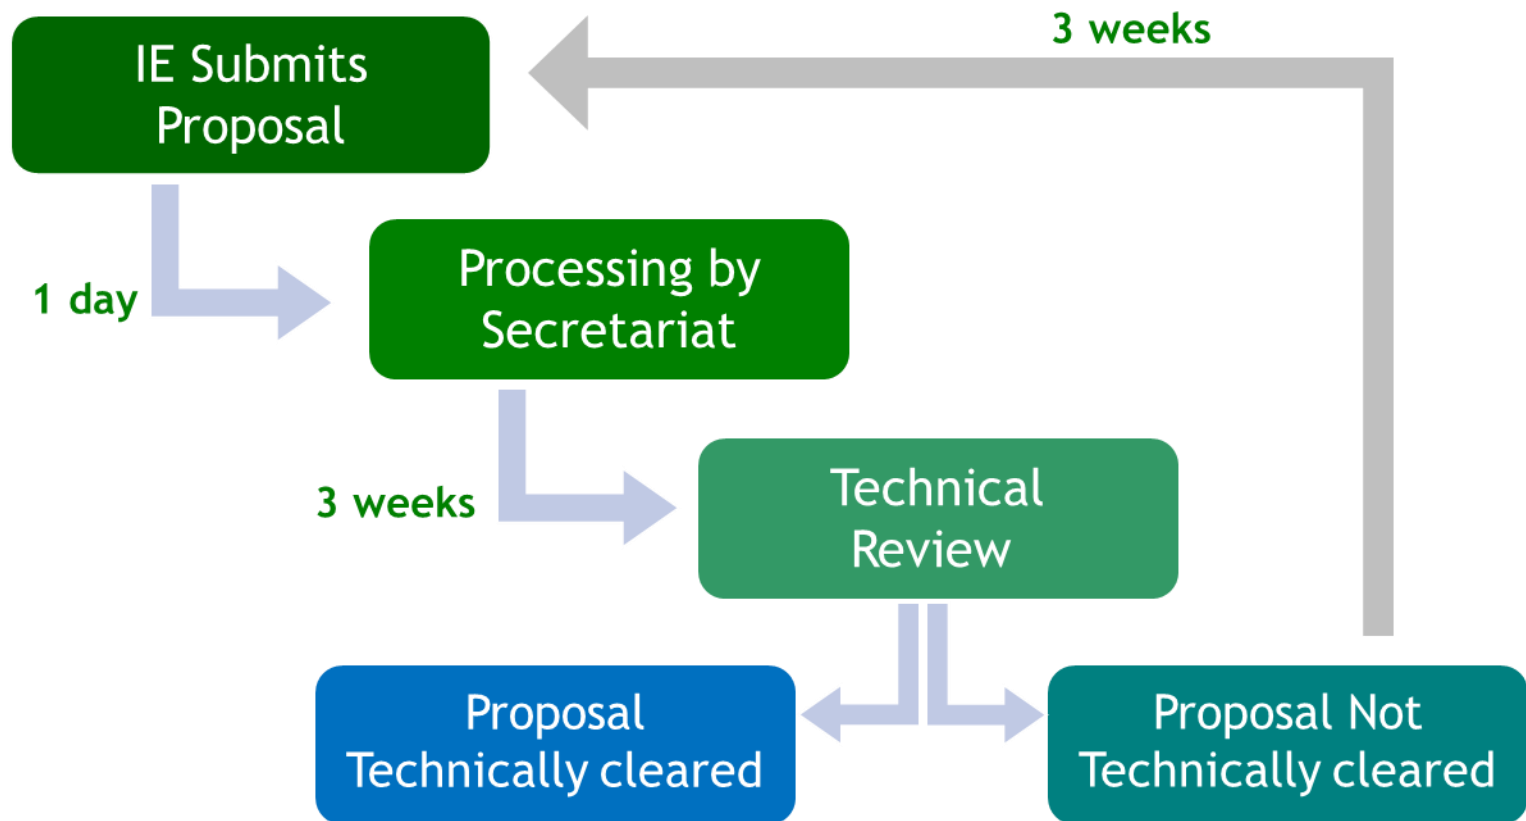 3 weeks
IE Submits
Proposal
1 day
Processing by
Secretariat
3 weeks
Technical
Review
Proposal
Technically cleared
Proposal Not
Technically cleared